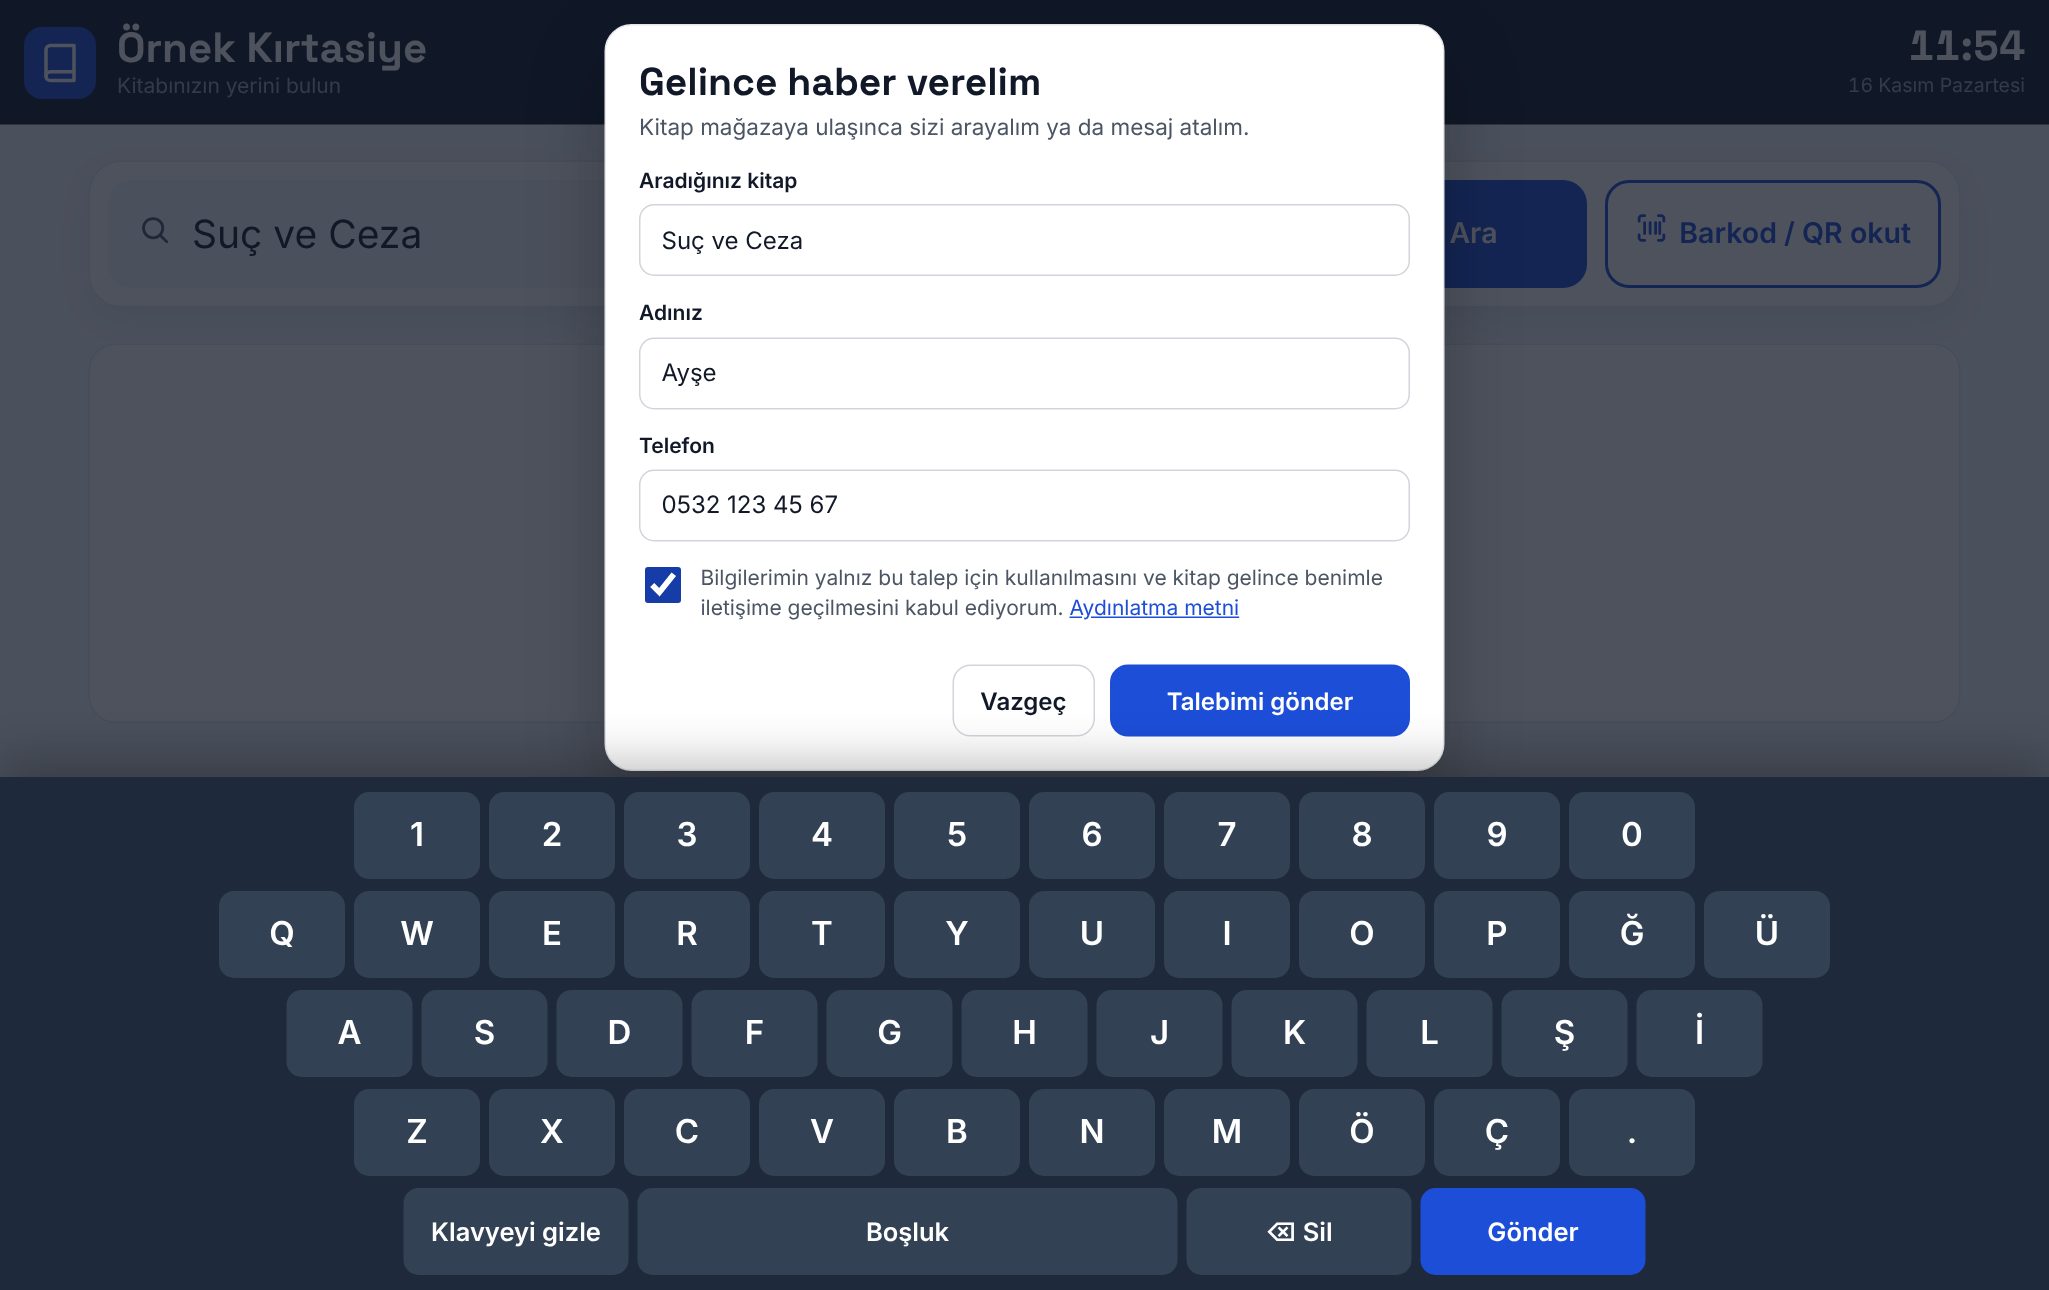 Örnek Kırtasiye
Kitabınızın yerini bulun
11:54
16 Kasım Pazartesi
Suç ve Ceza
Ara
Barkod / QR okut
Gelince haber verelim
Kitap mağazaya ulaşınca sizi arayalım ya da mesaj atalım.
Aradığınız kitap
Suç ve Ceza
Adınız
Ayşe
Telefon
0532 123 45 67
Bilgilerimin yalnız bu talep için kullanılmasını ve kitap gelince benimle
iletişime geçilmesini kabul ediyorum. Aydınlatma metni
Vazgeç
Talebimi gönder
1 2 3 4 5 6 7 8 9 0
Q W E R T Y U I O P Ğ Ü
A S D F G H J K L Ş İ
Z X C V B N M Ö Ç .
Klavyeyi gizle
Boşluk
Sil
Gönder